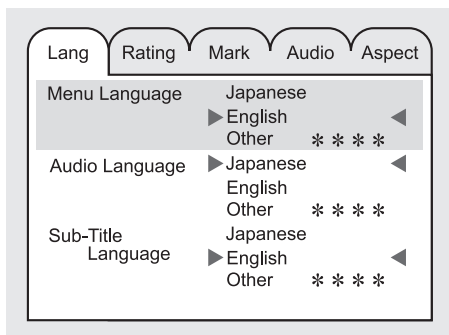 Lang Rating Mark Audio Aspect
Menu Language Japanese
▶English ◀
Other ＊＊＊＊
Audio Language ▶Japanese ◀
English
Other ＊＊＊＊
Sub-Title Japanese
Language ▶English ◀
Other ＊＊＊＊